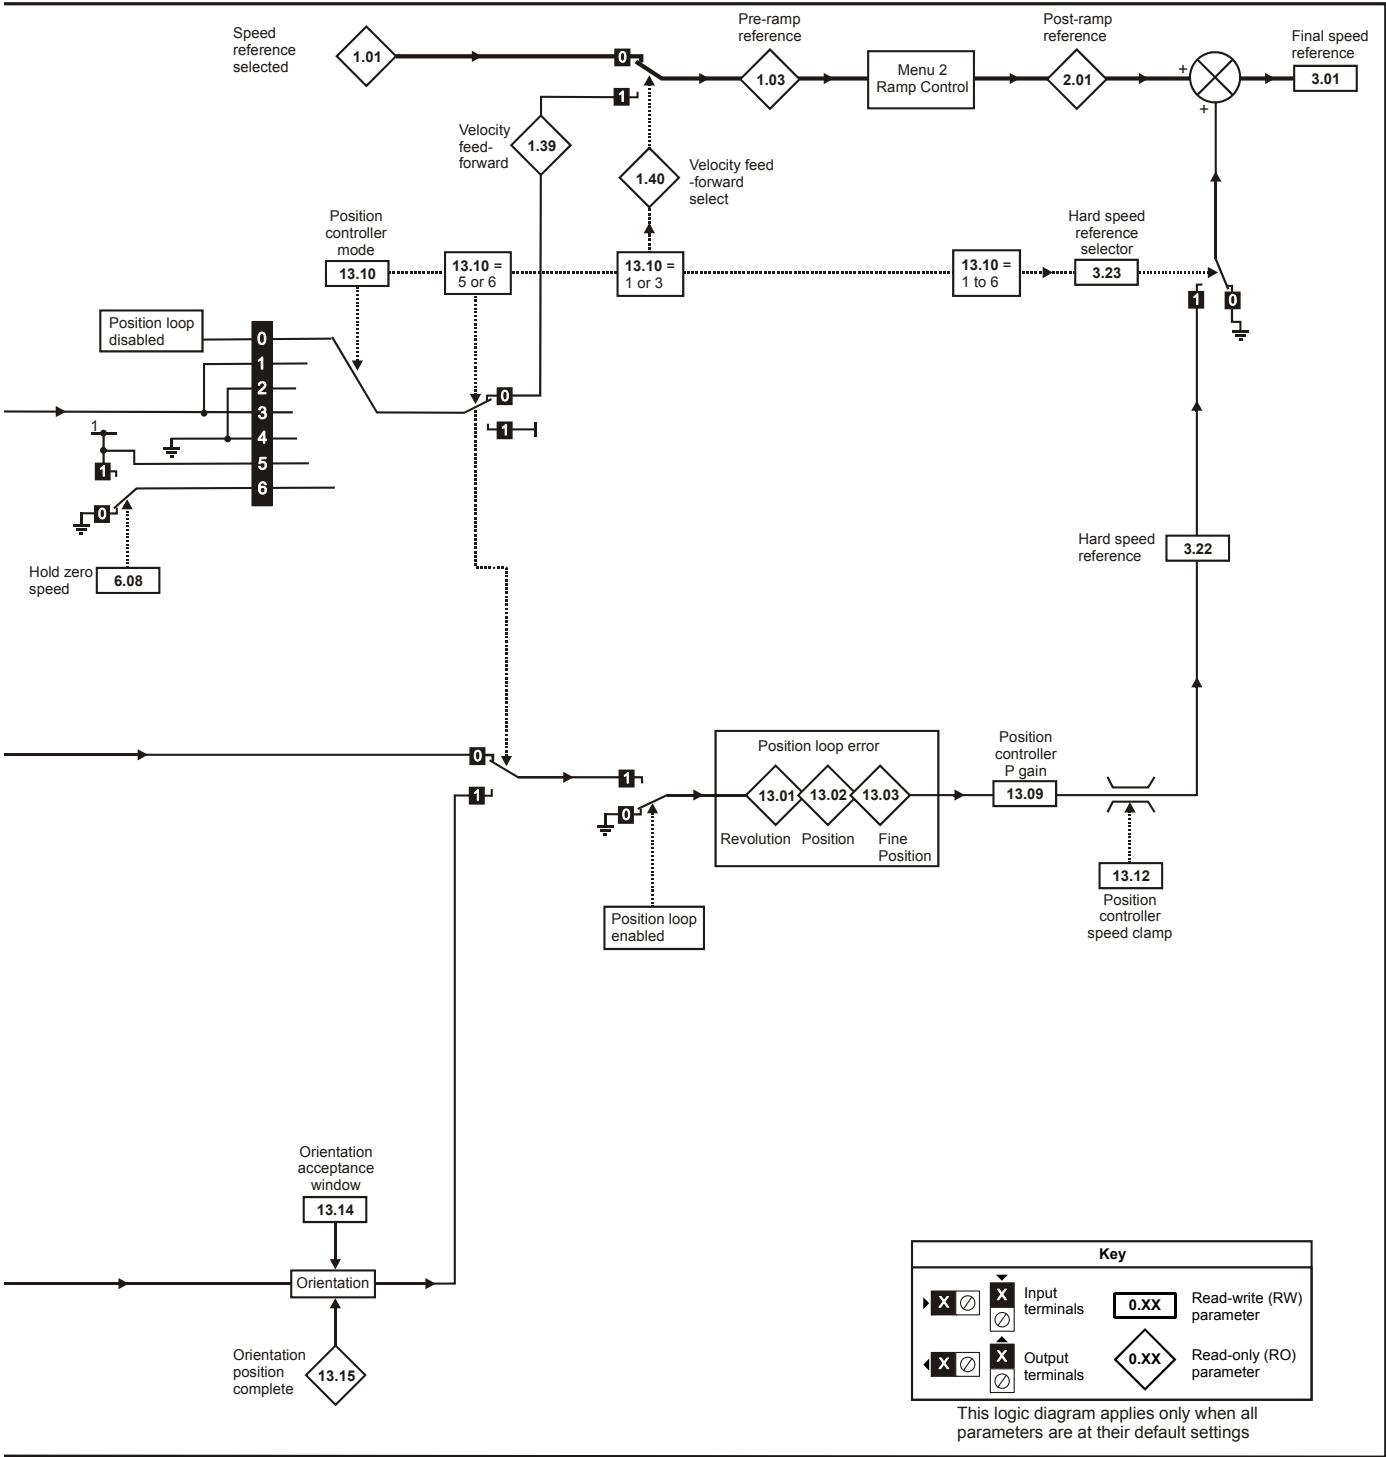 Speed
reference
selected
1.01
0
1
Pre-ramp
reference
1.03
Menu 2
Ramp Control
Post-ramp
reference
2.01
+
+
Final speed
reference
3.01
Velocity
feed-
forward
1.39
1.40
Velocity feed
-forward
select
Position
controller
mode
13.10
13.10 =
5 or 6
13.10 =
1 or 3
13.10 =
1 to 6
Hard speed
reference
selector
3.23
1
0
Position loop
disabled
0
1
2
3
4
5
6
0
1
1
1
0
Hold zero
speed
6.08
Hard speed
reference
3.22
0
1
1
0
Position loop
enabled
Position loop error
13.01
13.02
13.03
Revolution
Position
Fine
Position
Position
controller
P gain
13.09
13.12
Position
controller
speed clamp
Orientation
acceptance
window
13.14
Orientation
Orientation
position
complete
13.15
Key
X
X
Input
terminals
0.XX
Read-write (RW)
parameter
X
X
Output
terminals
0.XX
Read-only (RO)
parameter
This logic diagram applies only when all
parameters are at their default settings